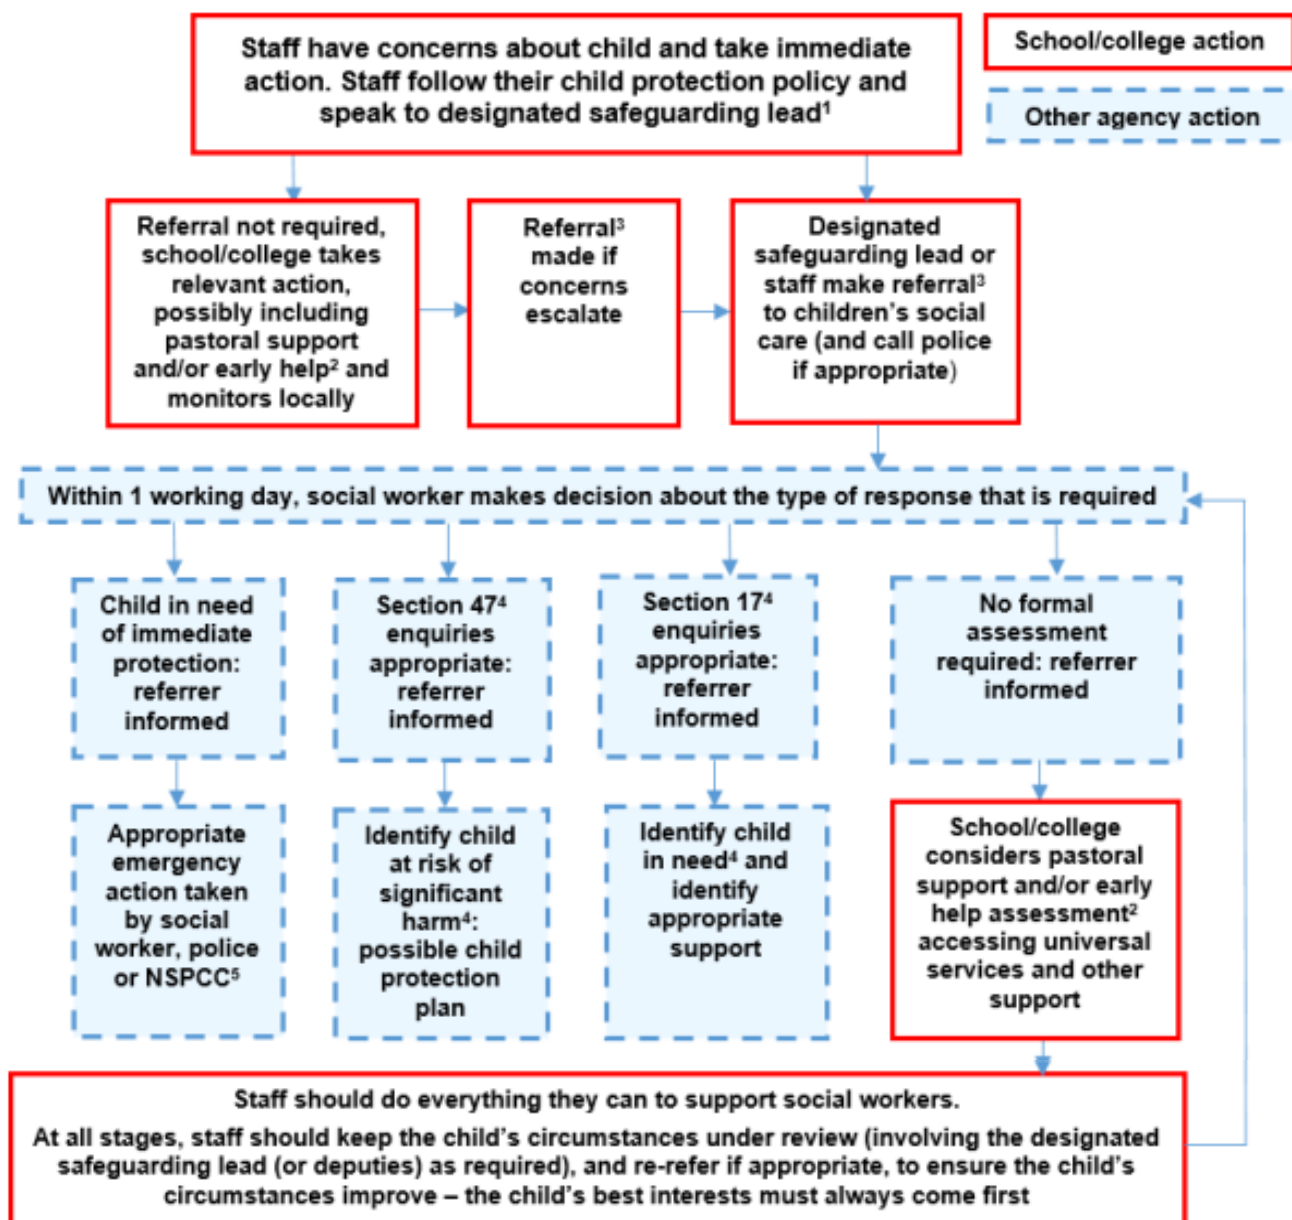 Staff have concerns about child and take immediate
action. Staff follow their child protection policy and
speak to designated safeguarding lead¹
School/college action
Other agency action
Referral not required,
school/college takes
relevant action,
possibly including
pastoral support
and/or early help² and
monitors locally
Referral³
made if
concerns
escalate
Designated
safeguarding lead or
staff make referral³
to children’s social
care (and call police
if appropriate)
Within 1 working day, social worker makes decision about the type of response that is required
Child in need
of immediate
protection:
referrer
informed
Section 47⁴
enquiries
appropriate:
referrer
informed
Section 17⁴
enquiries
appropriate:
referrer
informed
No formal
assessment
required: referrer
informed
Appropriate
emergency
action taken
by social
worker, police
or NSPCC⁵
Identify child
at risk of
significant
harm⁴:
possible child
protection
plan
Identify child
in need⁴ and
identify
appropriate
support
School/college
considers pastoral
support and/or early
help assessment²
accessing universal
services and other
support
Staff should do everything they can to support social workers.
At all stages, staff should keep the child’s circumstances under review (involving the designated
safeguarding lead (or deputies) as required), and re-refer if appropriate, to ensure the child’s
circumstances improve – the child’s best interests must always come first